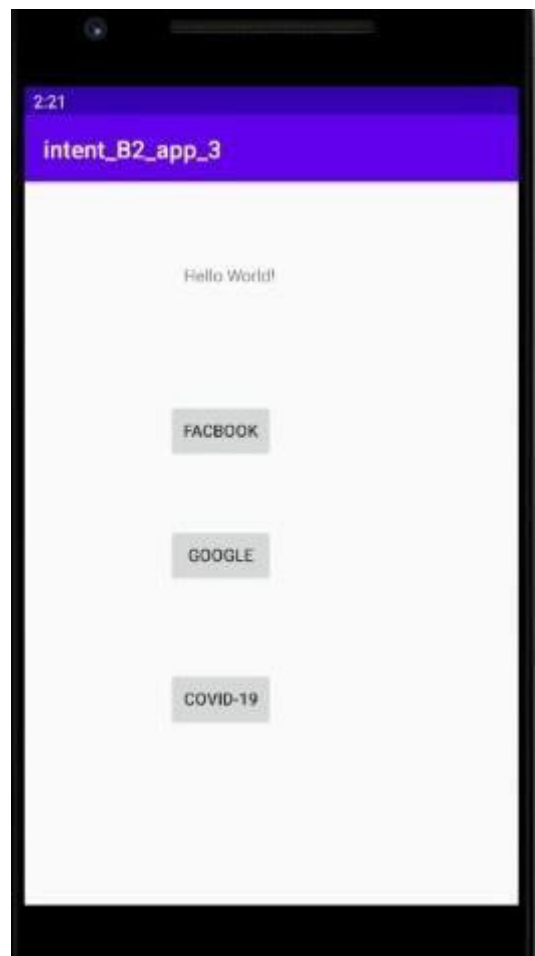 2:21
intent_B2_app_3
Hello World!
FACBOOK
GOOGLE
COVID-19